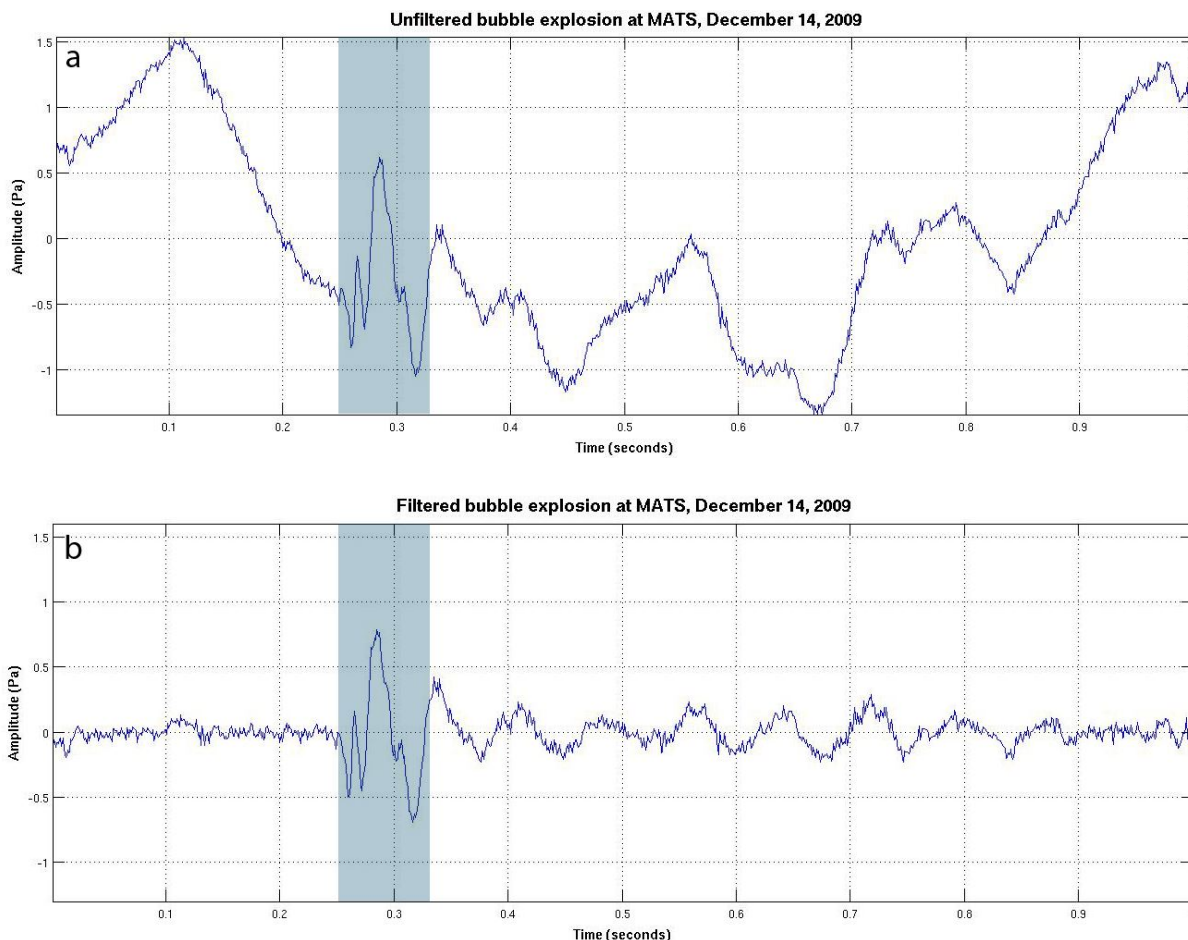 Unfiltered bubble explosion at MATS, December 14, 2009
a
1.5
1
0.5
0
-0.5
-1
Amplitude (Pa)
0.1 0.2 0.3 0.4 0.5 0.6 0.7 0.8 0.9
Time (seconds)
Filtered bubble explosion at MATS, December 14, 2009
b
1.5
1
0.5
0
-0.5
-1
Amplitude (Pa)
0.1 0.2 0.3 0.4 0.5 0.6 0.7 0.8 0.9
Time (seconds)